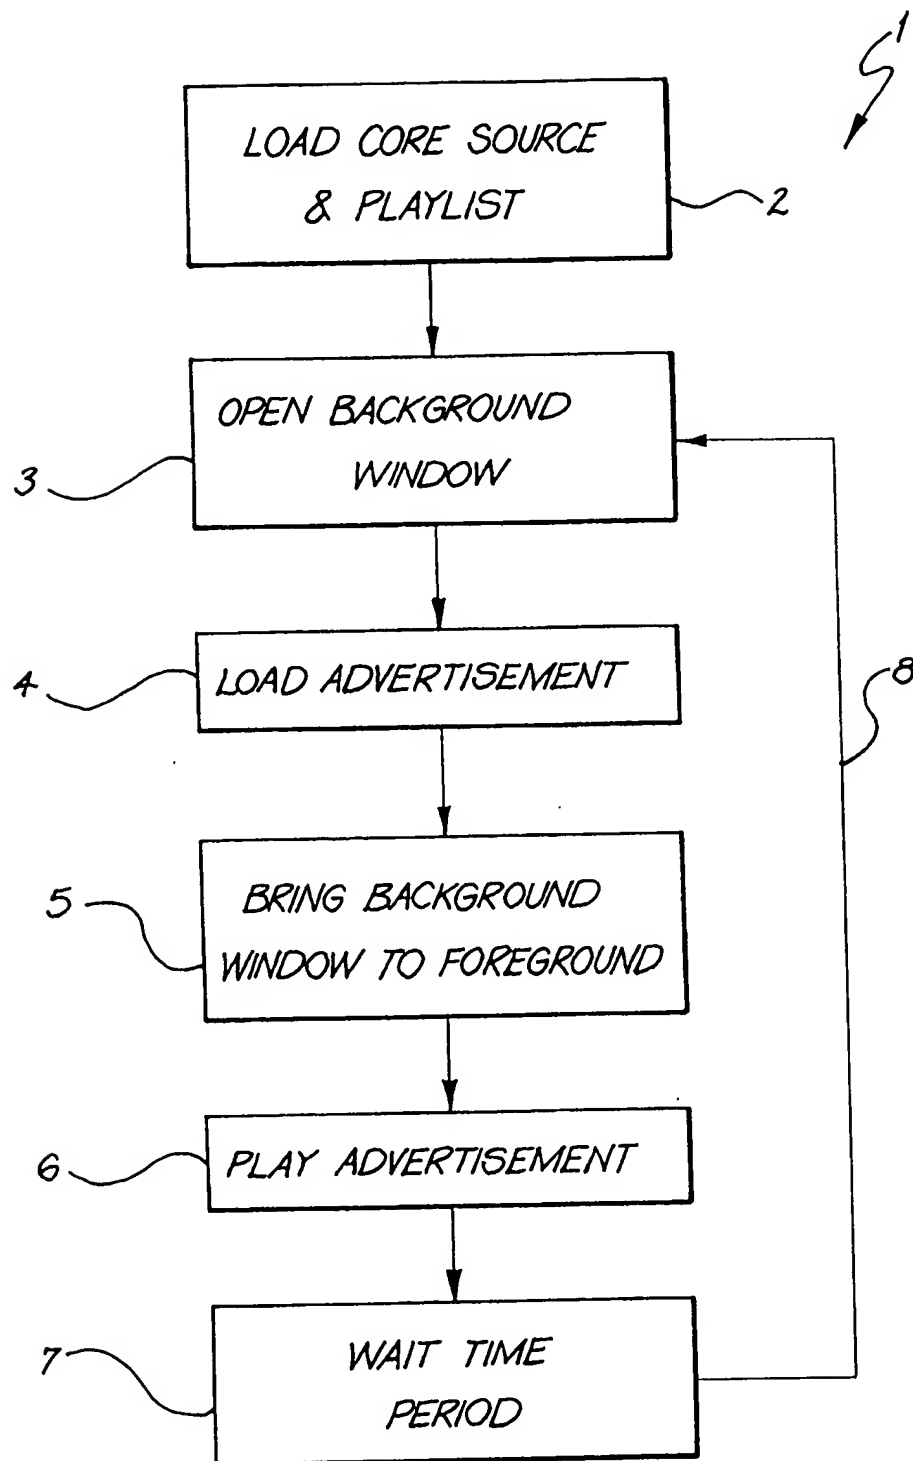 1
LOAD CORE SOURCE
& PLAYLIST
2
OPEN BACKGROUND
WINDOW
3
LOAD ADVERTISEMENT
4
8
BRING BACKGROUND
WINDOW TO FOREGROUND
5
PLAY ADVERTISEMENT
6
WAIT TIME
PERIOD
7